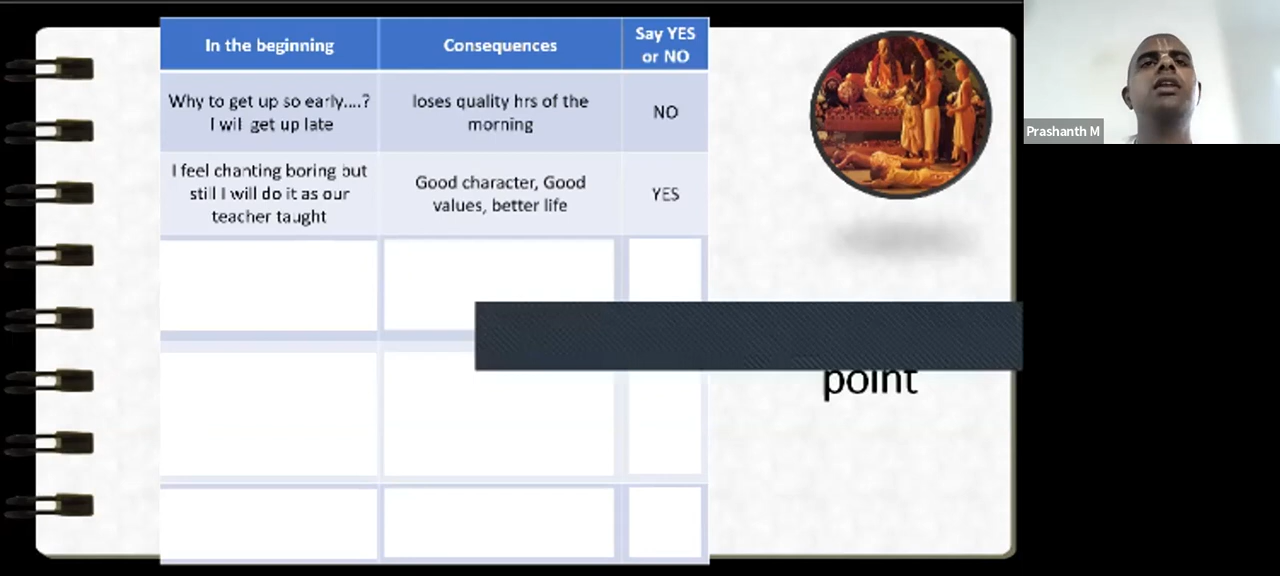 In the beginning
Consequences
Say YES
or NO
Why to get up so early....?
I will get up late
loses quality hrs of the
morning
NO
I feel chanting boring but
still I will do it as our
teacher taught
Good character, Good
values, better life
YES
point
Prashanth M